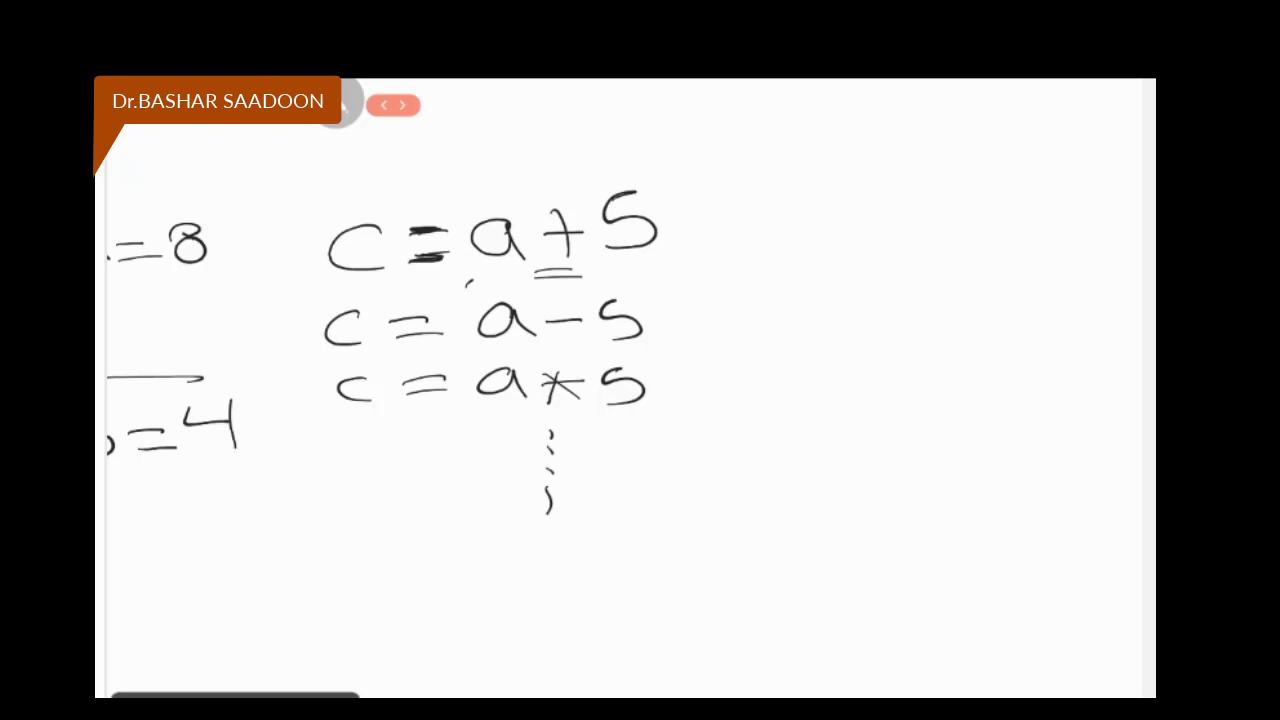 Dr.BASHAR SAADOON
=8
c = a + 5
c = a - 5
c = a * 5
=4